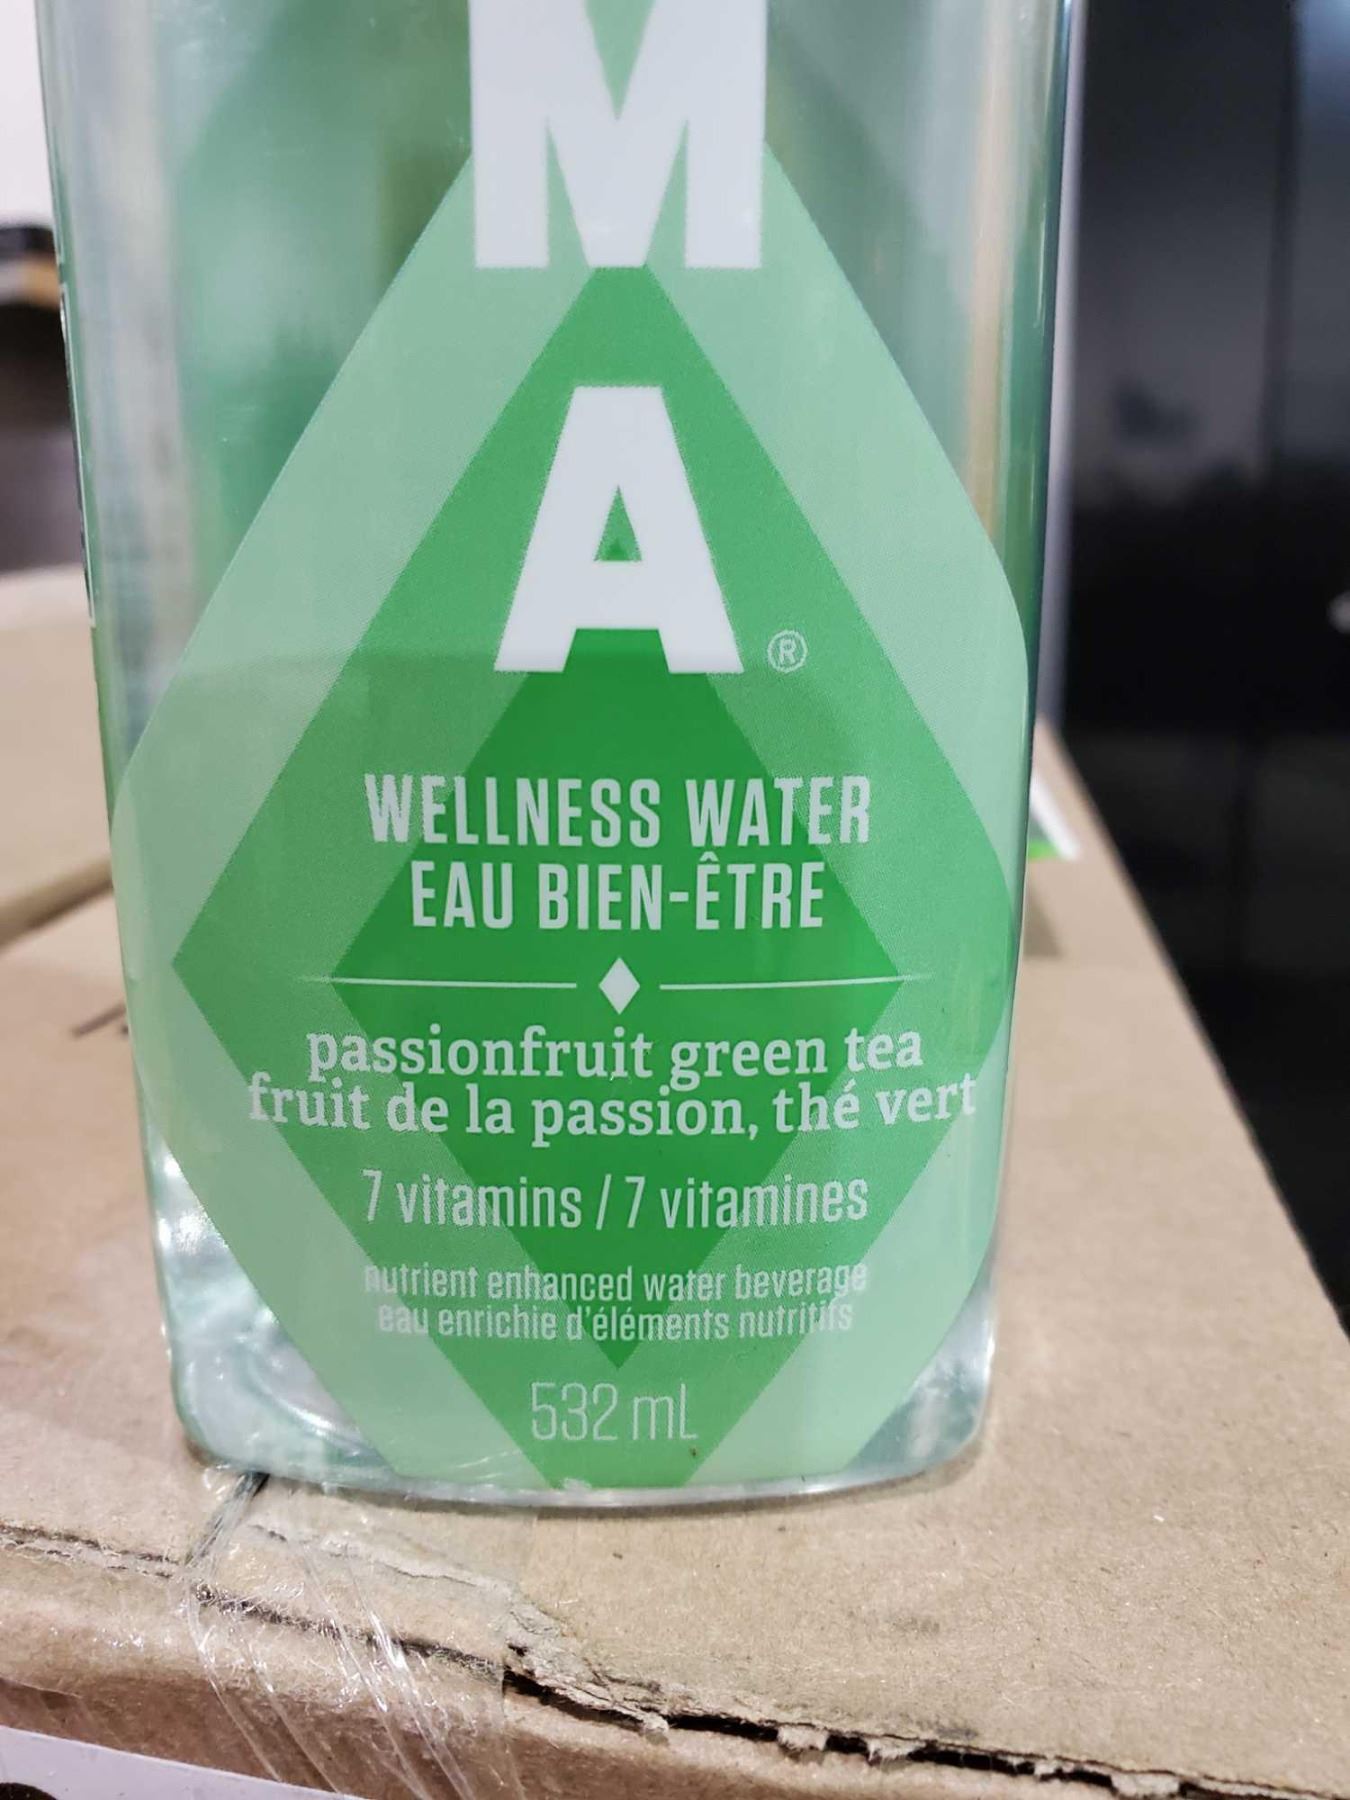 M
A®
WELLNESS WATER
EAU BIEN-ÊTRE
passionfruit green tea
fruit de la passion, thé vert
7 vitamins / 7 vitamines
nutrient enhanced water beverage
eau enrichie d'éléments nutritifs
532 mL